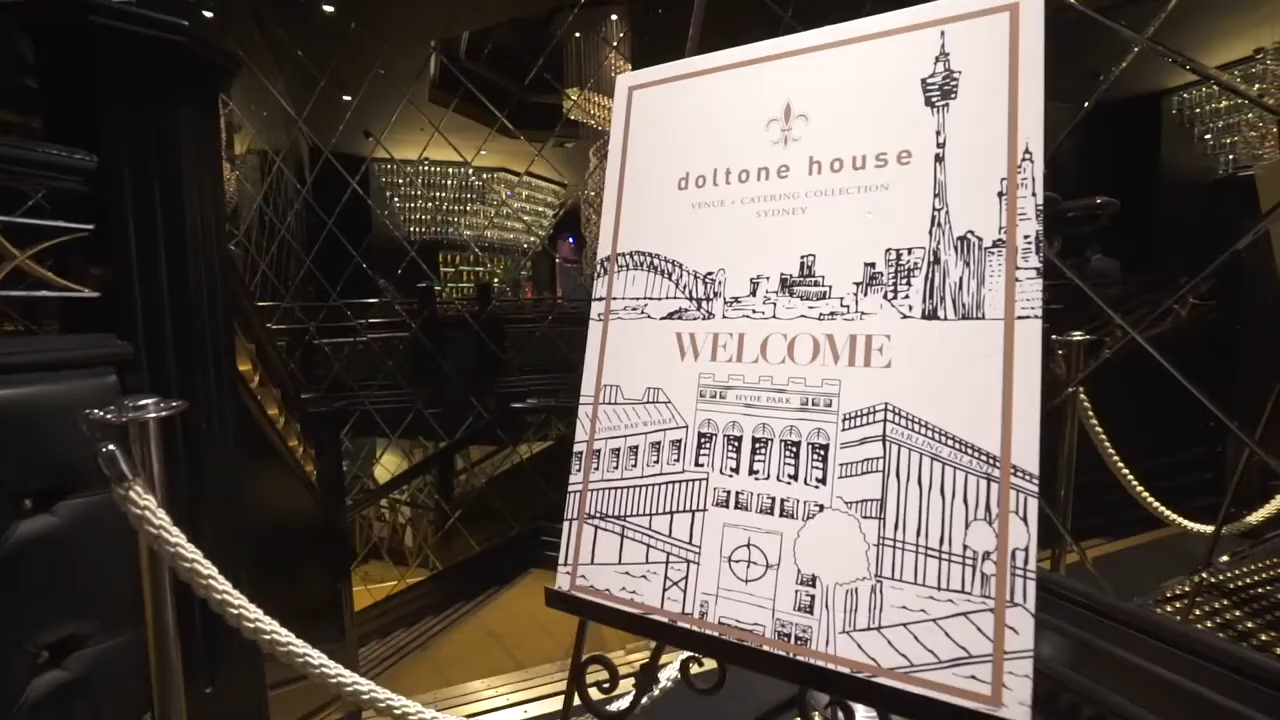 doltone house
VENUE + CATERING COLLECTION
SYDNEY
WELCOME
HYDE PARK
JONES BAY WHARF
DARLING ISLAND